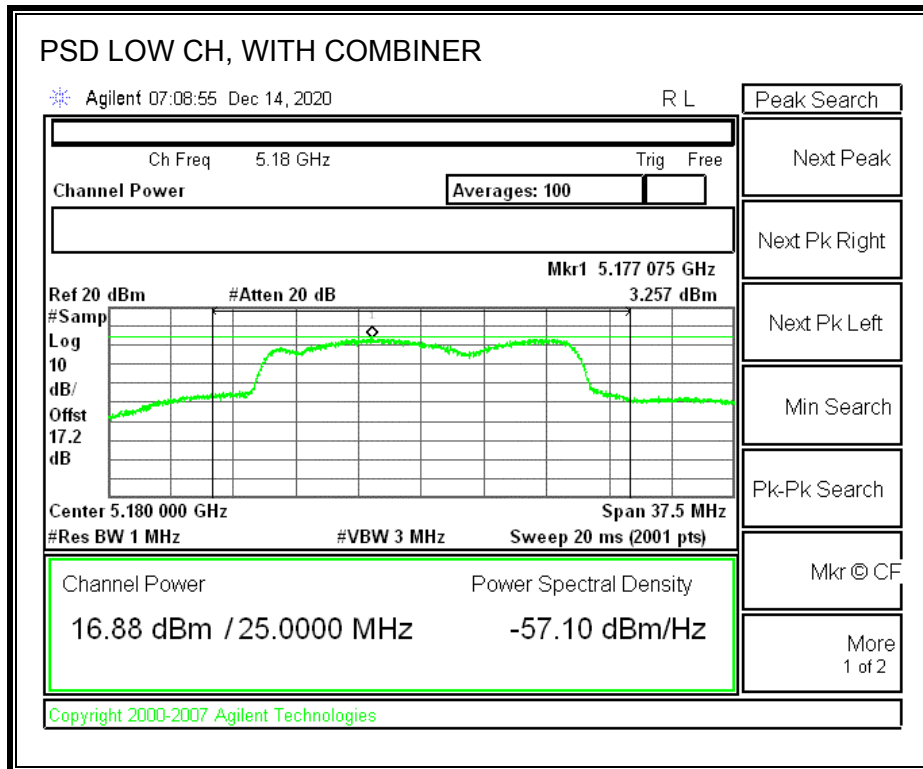 PSD LOW CH, WITH COMBINER
Agilent 07:08:55 Dec 14, 2020 R L
Peak Search
Ch Freq 5.18 GHz Trig Free
Channel Power Averages: 100
Mkr1 5.177 075 GHz
Ref 20 dBm #Atten 20 dB 3.257 dBm
#Samp
Log
10
dB/
Offst
17.2
dB
1
Center 5.180 000 GHz Span 37.5 MHz
#Res BW 1 MHz #VBW 3 MHz Sweep 20 ms (2001 pts)
Channel Power Power Spectral Density
16.88 dBm / 25.0000 MHz -57.10 dBm/Hz
Next Peak
Next Pk Right
Next Pk Left
Min Search
Pk-Pk Search
Mkr © CF
More
1 of 2
Copyright 2000-2007 Agilent Technologies